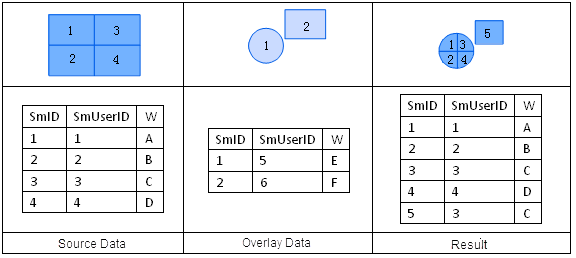 1 3
2 4
1
2
1 3
2 4
5
SmID SmUserID W
1 1 A
2 2 B
3 3 C
4 4 D
SmID SmUserID W
1 5 E
2 6 F
SmID SmUserID W
1 1 A
2 2 B
3 3 C
4 4 D
5 3 C
Source Data
Overlay Data
Result